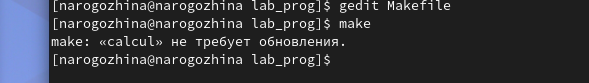 [narogozhina@narogozhina lab_prog]$ gedit Makefile
[narogozhina@narogozhina lab_prog]$ make
make: «calcul» не требует обновления.
[narogozhina@narogozhina lab_prog]$